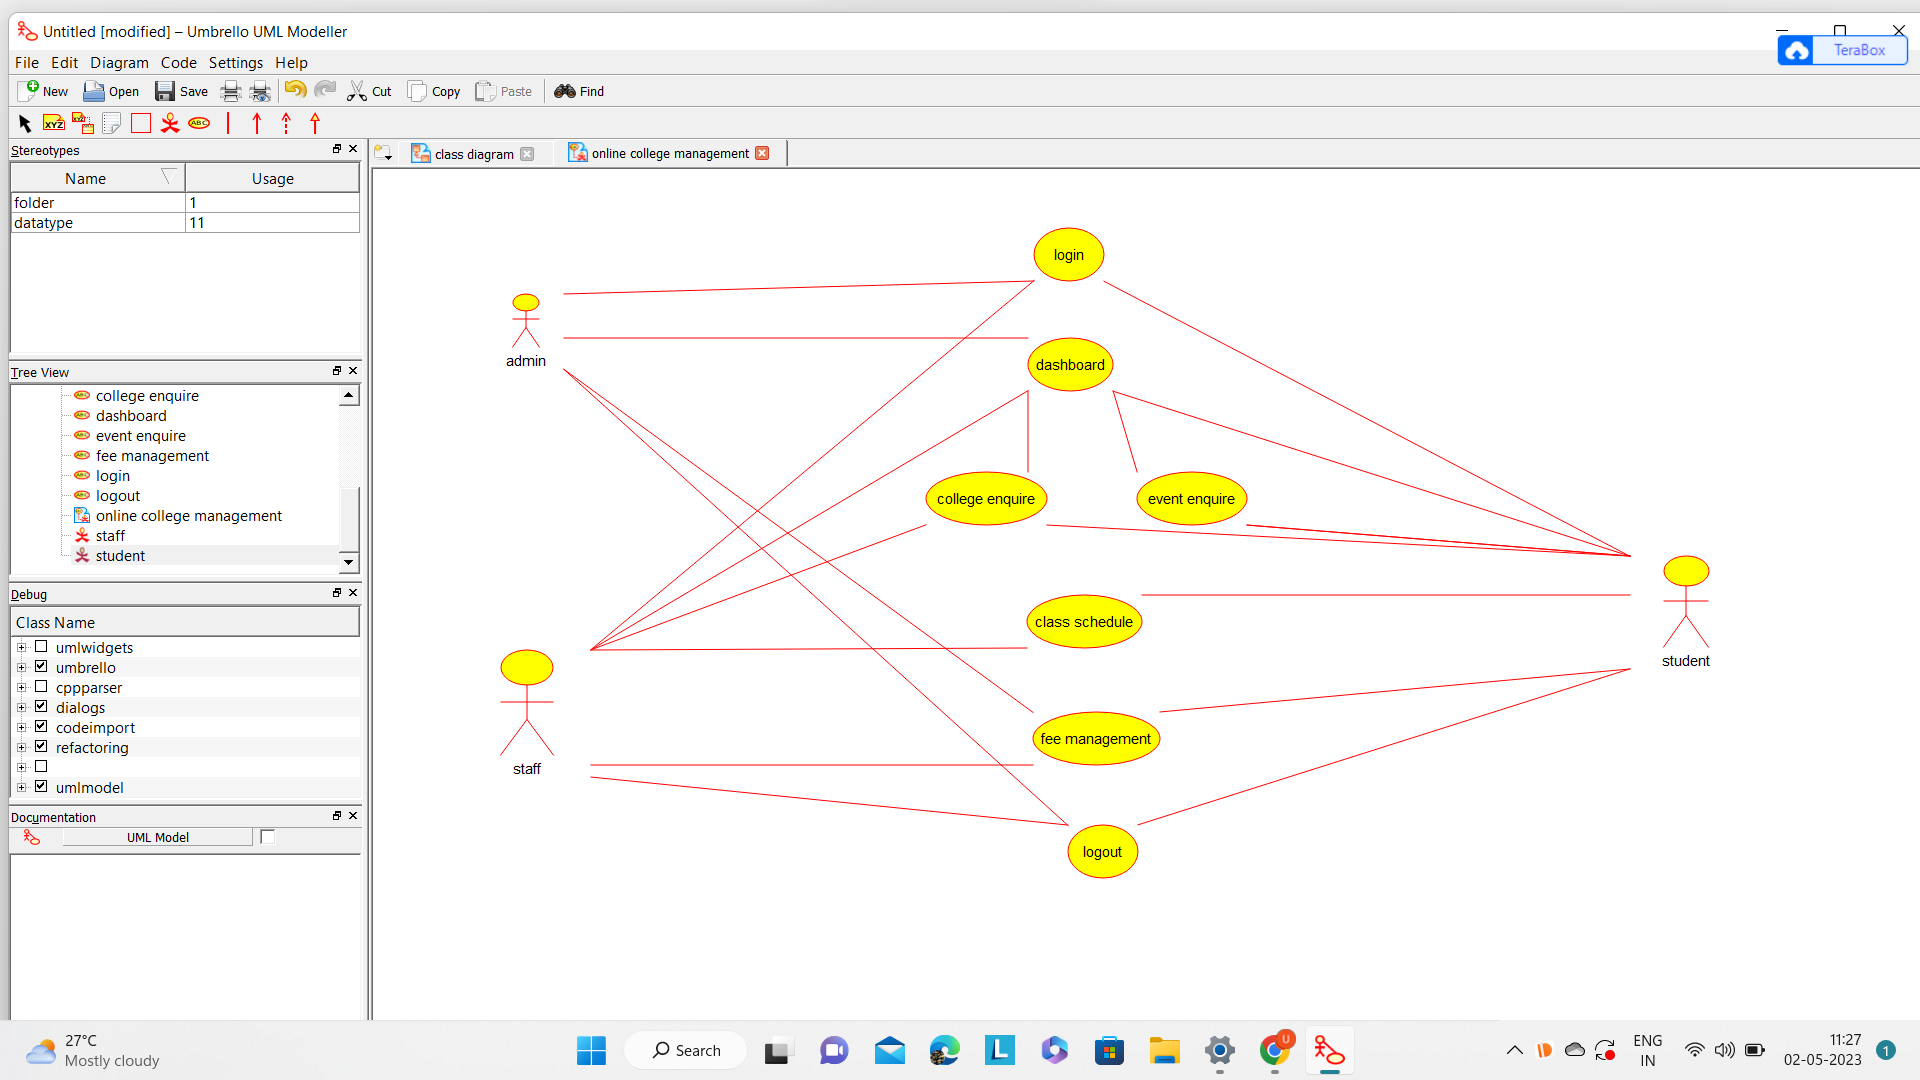 Untitled [modified] – Umbrello UML Modeller
TeraBox
File Edit Diagram Code Settings Help
New Open Save Cut Copy Paste Find
XYZ XYZ ABC
Stereotypes
class diagram online college management
Name Usage
folder 1
datatype 11
Tree View
college enquire
dashboard
event enquire
fee management
login
logout
online college management
staff
student
Debug
Class Name
umlwidgets
umbrello
cppparser
dialogs
codeimport
refactoring
umlmodel
Documentation
UML Model
login
admin
dashboard
college enquire
event enquire
class schedule
student
fee management
staff
logout
27°C
Mostly cloudy
Search
L
U
ENG
IN
11:27
02-05-2023
1